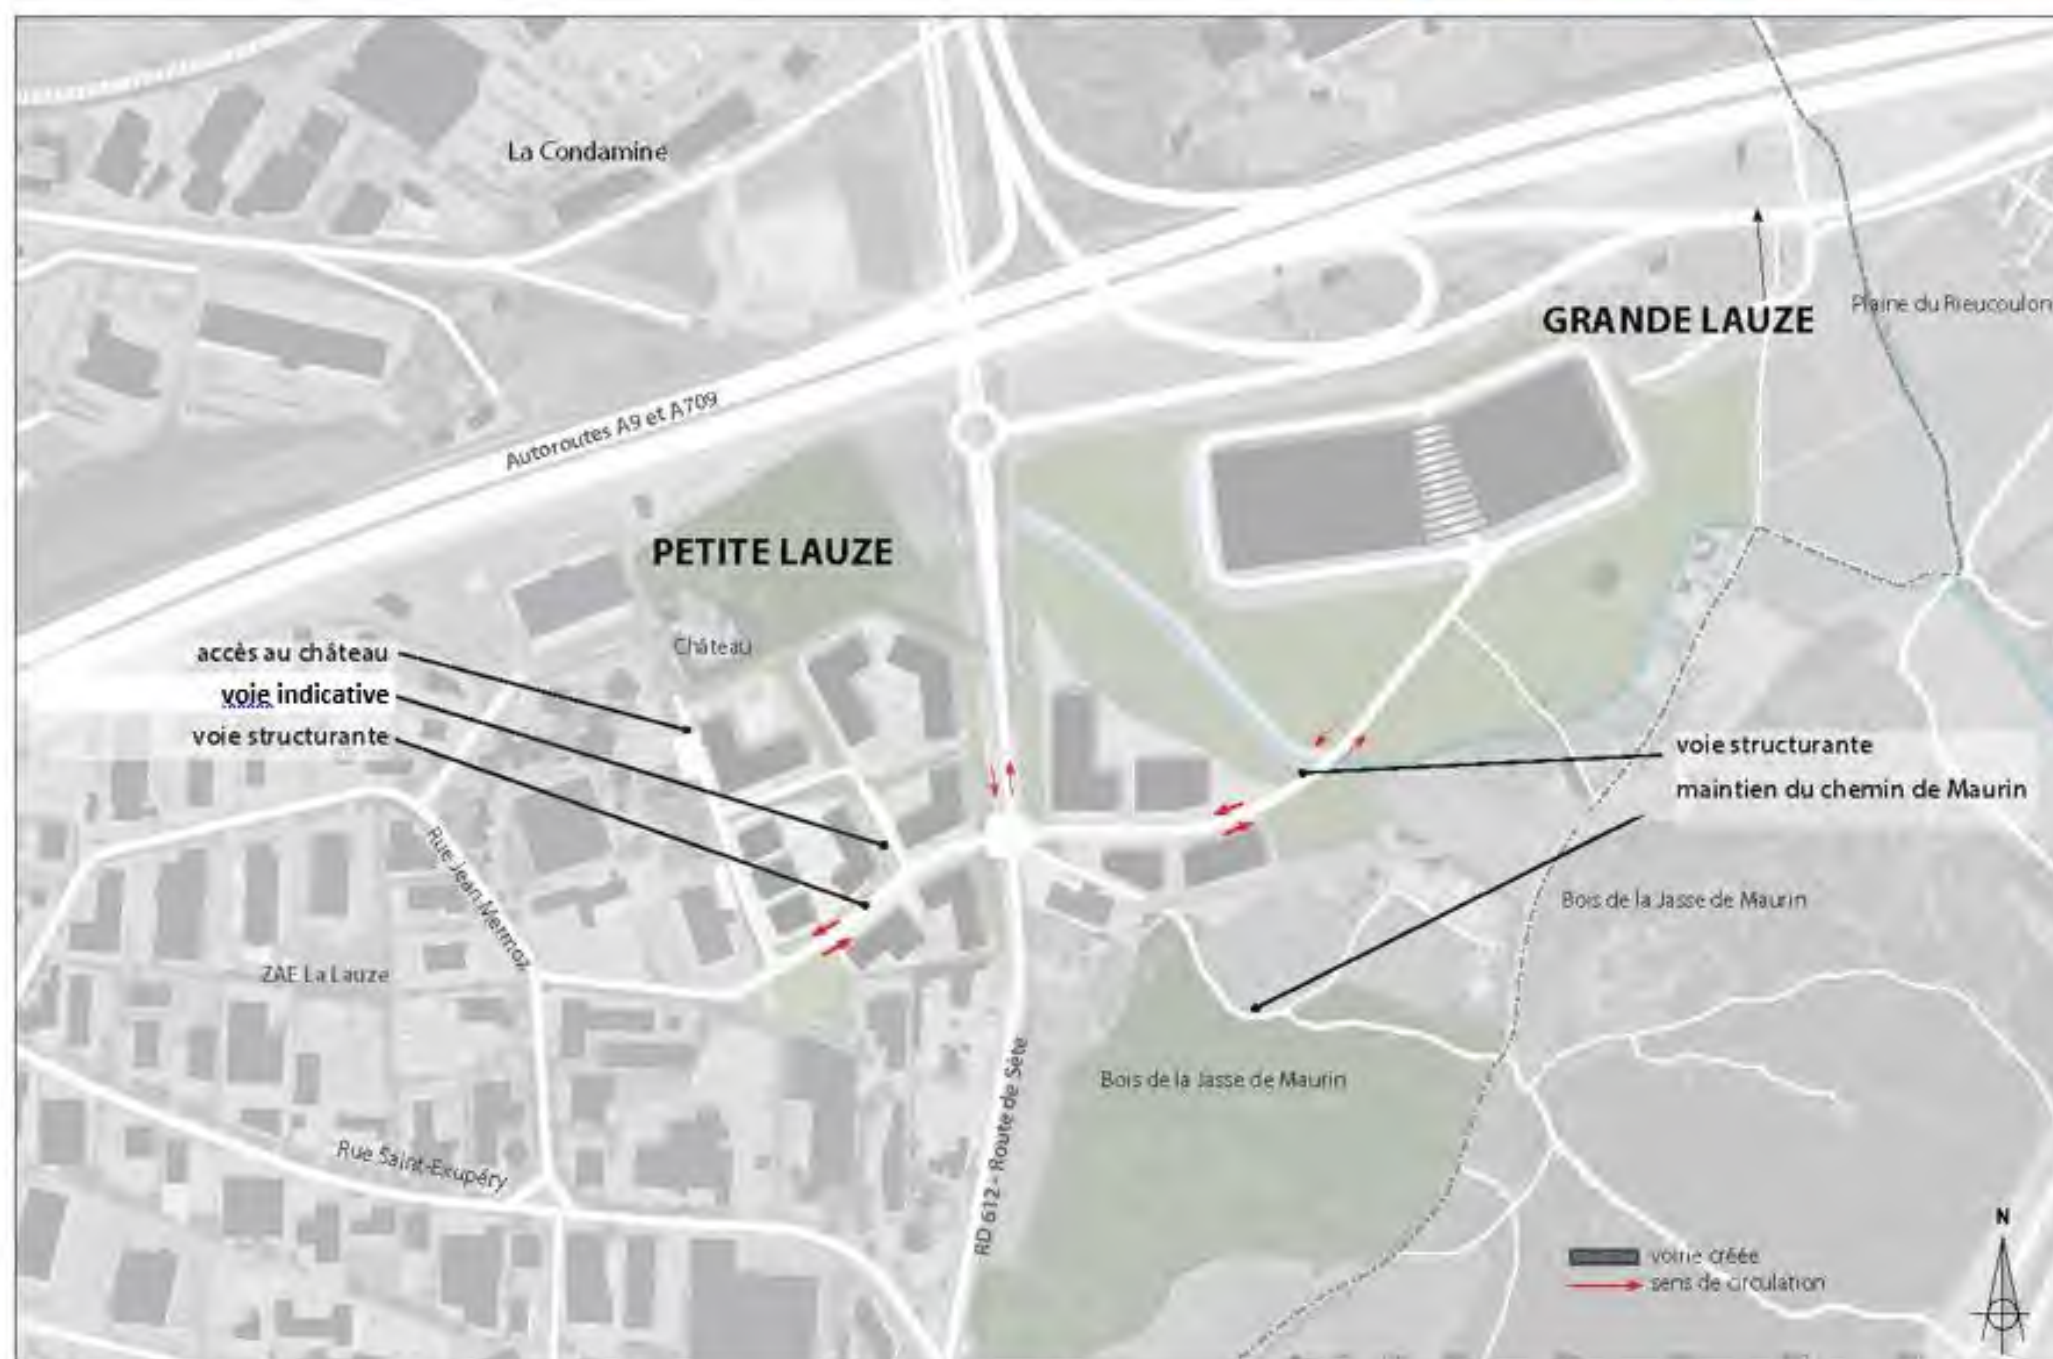 La Condamine
Autoroutes A9 et A709
GRANDE LAUZE
Plaine du Rieucoulon
PETITE LAUZE
Château
accès au château
voie indicative
voie structurante
voie structurante
maintien du chemin de Maurin
Rue Jean Mermoz
ZAE La Lauze
Bois de la Jasse de Maurin
Bois de la Jasse de Maurin
RD 612 - Route de Sète
Rue Saint-Exupéry
N
voirie créée
sens de circulation